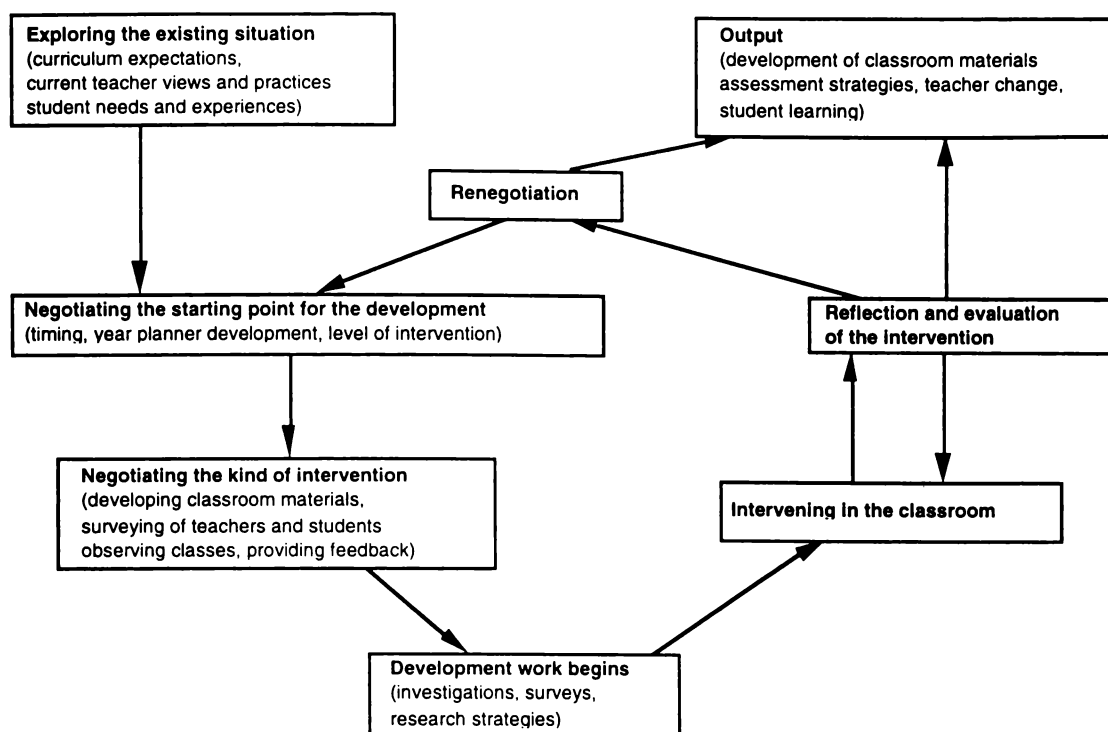 Exploring the existing situation
(curriculum expectations,
current teacher views and practices
student needs and experiences)
Output
(development of classroom materials
assessment strategies, teacher change,
student learning)
Renegotiation
Negotiating the starting point for the development
(timing, year planner development, level of intervention)
Reflection and evaluation
of the intervention
Negotiating the kind of intervention
(developing classroom materials,
surveying of teachers and students
observing classes, providing feedback)
Intervening in the classroom
Development work begins
(investigations, surveys,
research strategies)